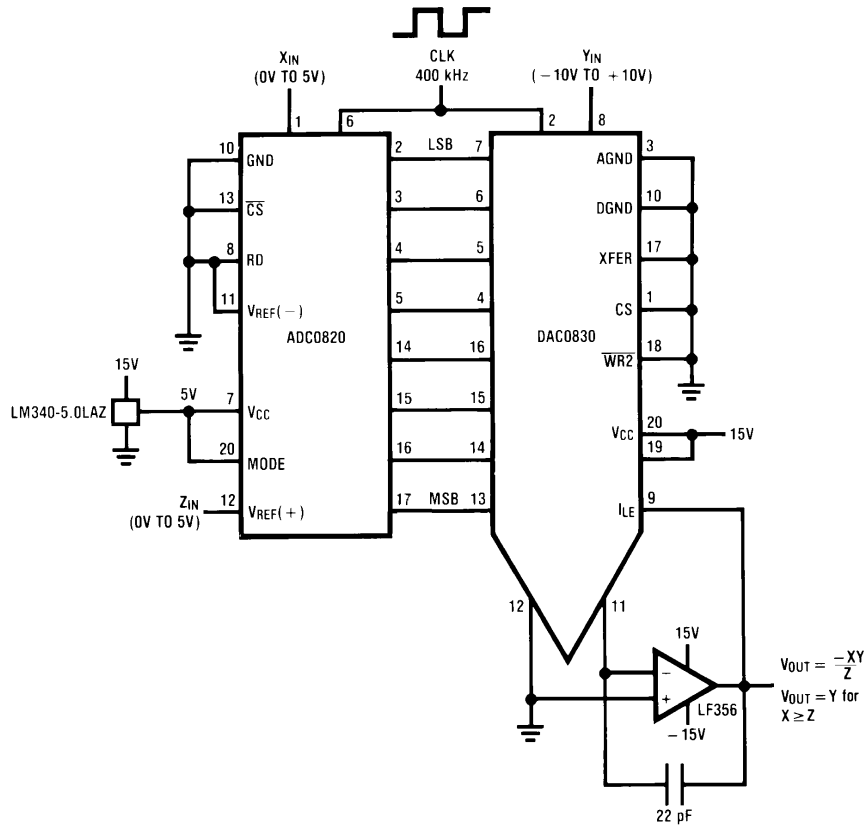 XIN
(0V TO 5V)
CLK
400 kHz
YIN
(−10V TO +10V)
1
6
2
8
10
GND
2
LSB
7
3
AGND
13
CS
3
6
10
DGND
8
RD
4
5
17
XFER
11
VREF(−)
5
4
1
CS
ADC0820
DAC0830
14
16
18
WR2
15V
LM340-5.0LAZ
5V
7
VCC
15
15
20
VCC
19
15V
20
MODE
16
14
ZIN
(0V TO 5V)
12
VREF(+)
17
MSB
13
9
ILE
12
11
15V
−
+
LF356
−15V
VOUT = −XY/Z
VOUT = Y for
X ≥ Z
22 pF